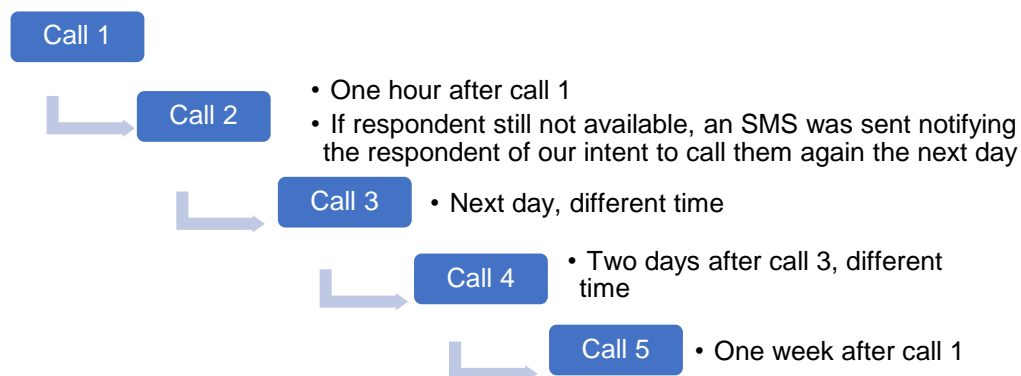 Call 1
Call 2
• One hour after call 1
• If respondent still not available, an SMS was sent notifying
the respondent of our intent to call them again the next day
Call 3
• Next day, different time
Call 4
• Two days after call 3, different
time
Call 5
• One week after call 1